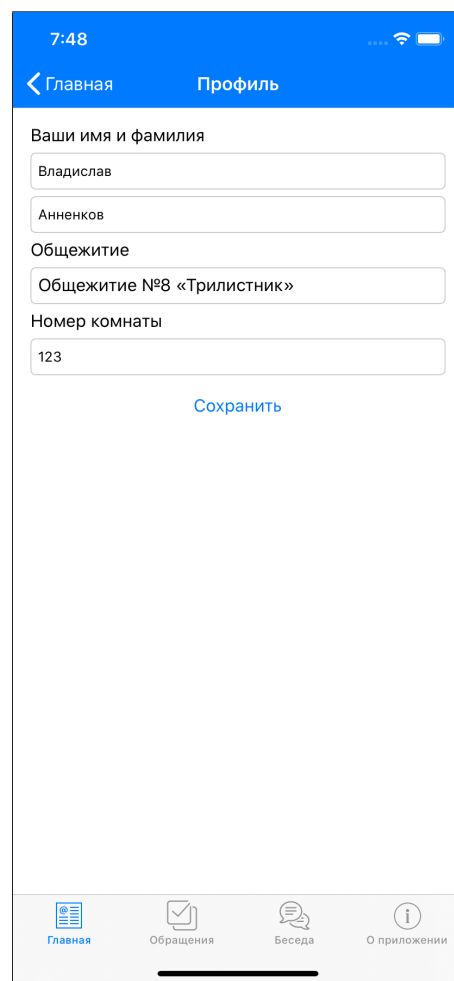 7:48
Главная
Профиль
Ваши имя и фамилия
Владислав
Анненков
Общежитие
Общежитие №8 «Трилистник»
Номер комнаты
123
Сохранить
Главная
Обращения
Беседа
О приложении